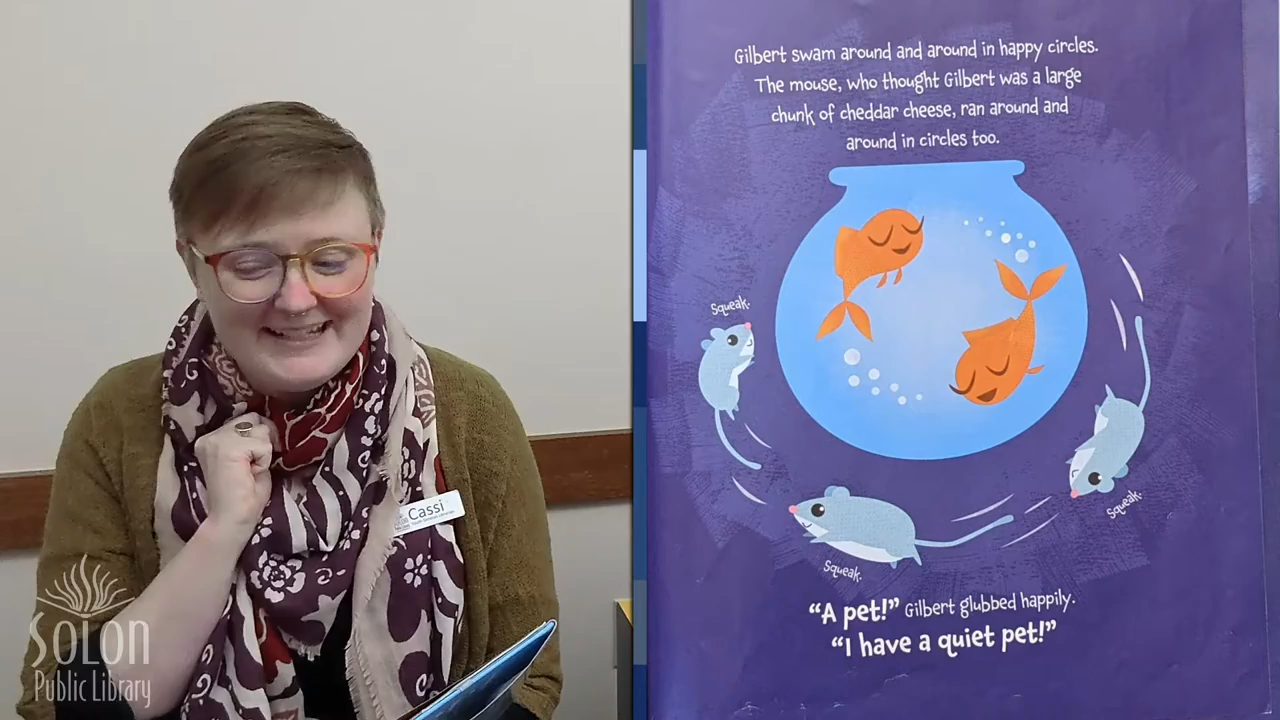 Gilbert swam around and around in happy circles.
The mouse, who thought Gilbert was a large
chunk of cheddar cheese, ran around and
around in circles too.
Squeak.
Squeak.
Squeak.
"A pet!" Gilbert glubbed happily.
"I have a quiet pet!"
Cassi
SOLON
Public Library